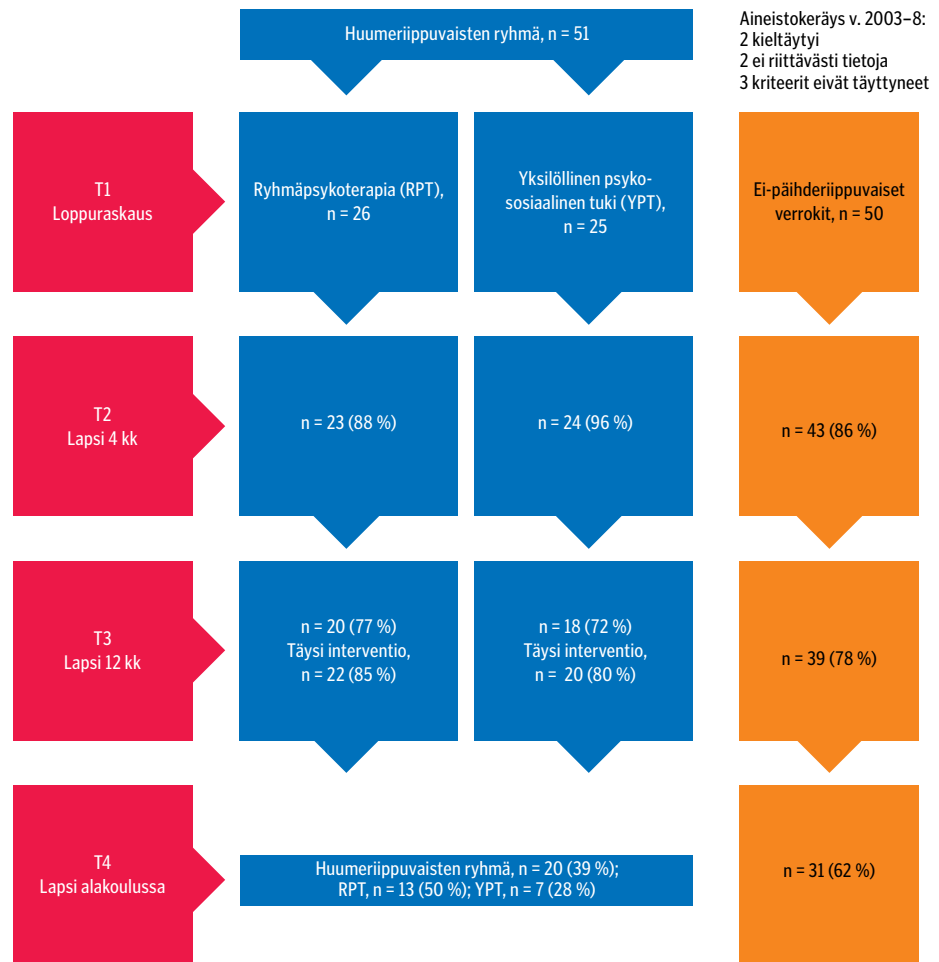 Huumeriippuvaisten ryhmä, n = 51
Aineistokeräys v. 2003–8:
2 kieltäytyi
2 ei riittävästi tietoja
3 kriteerit eivät täyttyneet
T1
Loppuraskaus
Ryhmäpsykoterapia (RPT),
n = 26
Yksilöllinen psyko-
sosiaalinen tuki (YPT),
n = 25
Ei-päihderiippuvaiset
verrokit, n = 50
T2
Lapsi 4 kk
n = 23 (88 %)
n = 24 (96 %)
n = 43 (86 %)
T3
Lapsi 12 kk
n = 20 (77 %)
Täysi interventio,
n = 22 (85 %)
n = 18 (72 %)
Täysi interventio,
n = 20 (80 %)
n = 39 (78 %)
T4
Lapsi alakoulussa
Huumeriippuvaisten ryhmä, n = 20 (39 %);
RPT, n = 13 (50 %); YPT, n = 7 (28 %)
n = 31 (62 %)